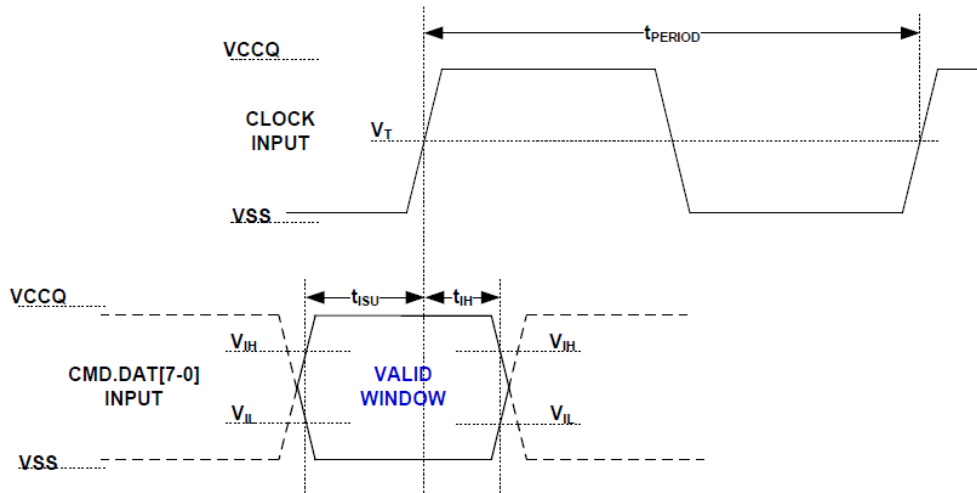 tPERIOD
VCCQ
CLOCK
INPUT
VT
VSS
VCCQ
tISU
tIH
VIH
VIH
CMD.DAT[7-0]
INPUT
VALID
WINDOW
VIL
VIL
VSS